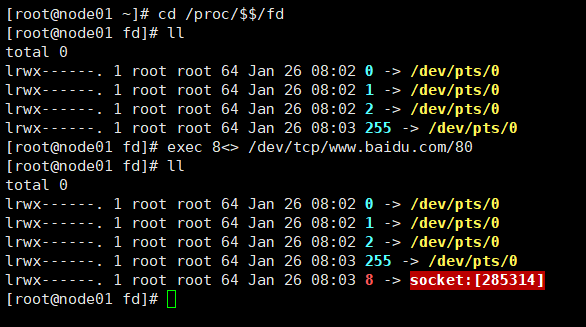 [root@node01 ~]# cd /proc/$$/fd
[root@node01 fd]# ll
total 0
lrwx------. 1 root root 64 Jan 26 08:02 0 -> /dev/pts/0
lrwx------. 1 root root 64 Jan 26 08:02 1 -> /dev/pts/0
lrwx------. 1 root root 64 Jan 26 08:02 2 -> /dev/pts/0
lrwx------. 1 root root 64 Jan 26 08:03 255 -> /dev/pts/0
[root@node01 fd]# exec 8<> /dev/tcp/www.baidu.com/80
[root@node01 fd]# ll
total 0
lrwx------. 1 root root 64 Jan 26 08:02 0 -> /dev/pts/0
lrwx------. 1 root root 64 Jan 26 08:02 1 -> /dev/pts/0
lrwx------. 1 root root 64 Jan 26 08:02 2 -> /dev/pts/0
lrwx------. 1 root root 64 Jan 26 08:03 255 -> /dev/pts/0
lrwx------. 1 root root 64 Jan 26 08:03 8 -> socket:[285314]
[root@node01 fd]#